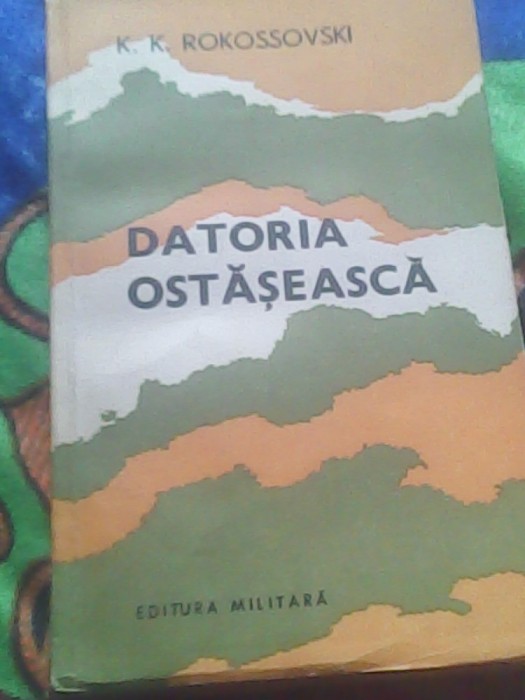 K. K. ROKOSSOVSKI
DATORIA
OSTĂȘEASCĂ
EDITURA MILITARĂ